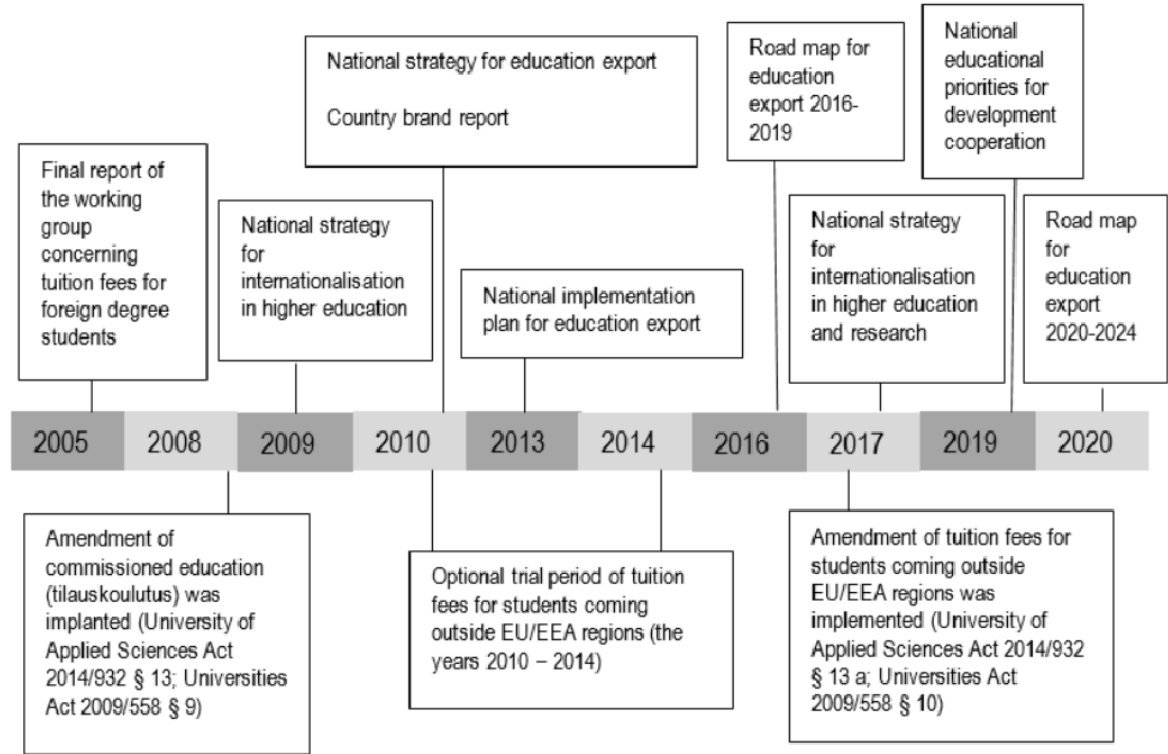 National strategy for education export
Country brand report
Road map for
education
export 2016-
2019
National
educational
priorities for
development
cooperation
Final report of
the working
group
concerning
tuition fees for
foreign degree
students
National strategy
for
internationalisation
in higher education
National implementation
plan for education export
National strategy
for
internationalisation
in higher education
and research
Road map
for
education
export
2020-2024
2005
2008
2009
2010
2013
2014
2016
2017
2019
2020
Amendment of
commissioned education
(tilauskoulutus) was
implanted (University of
Applied Sciences Act
2014/932 § 13; Universities
Act 2009/558 § 9)
Optional trial period of tuition
fees for students coming
outside EU/EEA regions (the
years 2010 – 2014)
Amendment of tuition fees for
students coming outside
EU/EEA regions was
implemented (University of
Applied Sciences Act 2014/932
§ 13 a; Universities Act
2009/558 § 10)